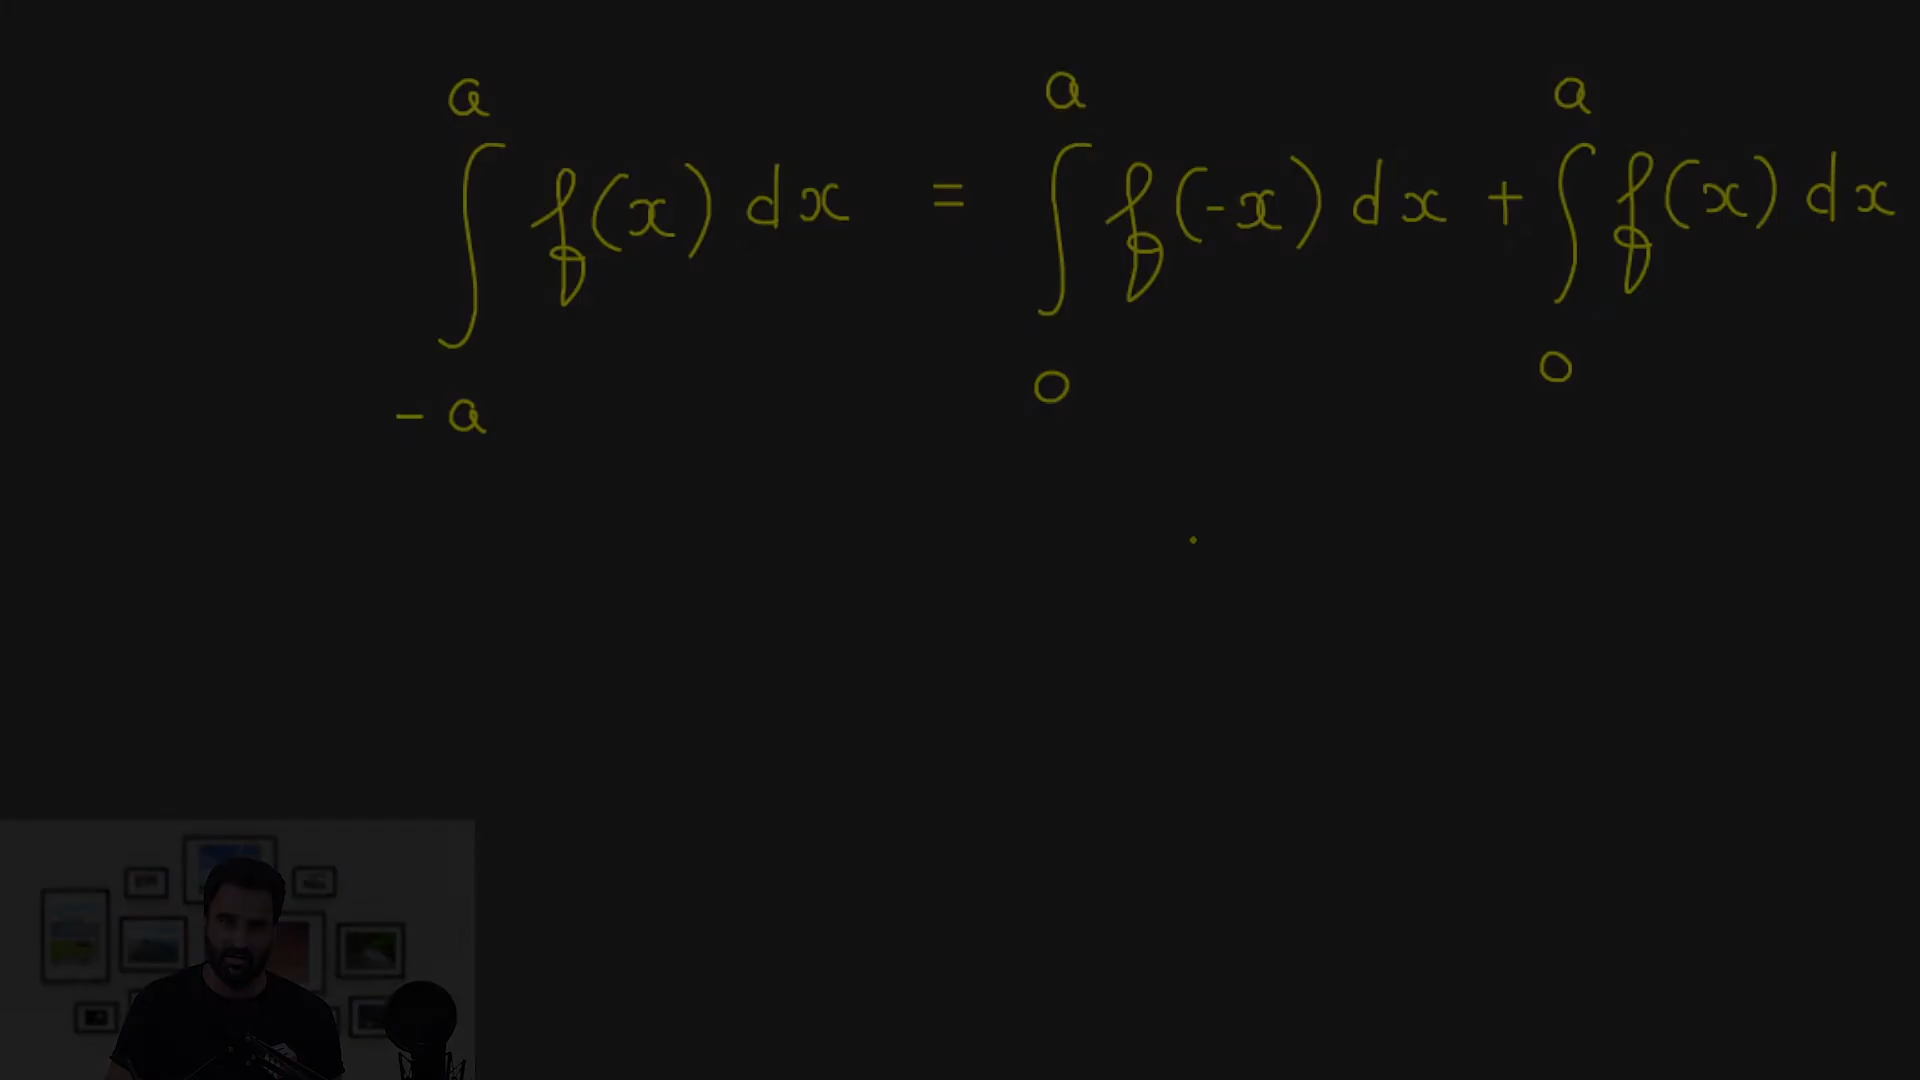 ∫_{-a}^{a} f(x) dx = ∫_{0}^{a} f(-x) dx + ∫_{0}^{a} f(x) dx